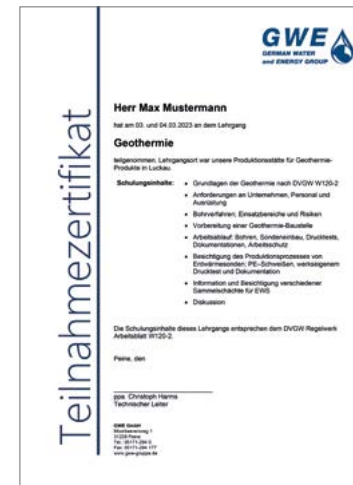 GWE
GERMAN WATER
and ENERGY GROUP
Teilnahmezertifikat
Herr Max Mustermann
hat am 03. und 04.03.2023 an dem Lehrgang
Geothermie
teilgenommen. Lehrgangsort war unsere Produktionsstätte für Geothermie-
Produkte in Luckau.
Schulungsinhalte:
• Grundlagen der Geothermie nach DVGW W120-2
• Anforderungen an Unternehmen, Personal und
Ausrüstung
• Bohrverfahren; Einsatzbereiche und Risiken
• Vorbereitung einer Geothermie-Baustelle
• Arbeitsablauf: Bohren, Sondeneinbau, Drucktests,
Dokumentationen, Arbeitsschutz
• Besichtigung des Produktionsprozesses von
Erdwärmesonden; PE-Schweißen, werkseigenem
Drucktest und Dokumentation
• Information und Besichtigung verschiedener
Sammelschächte für EWS
• Diskussion
Die Schulungsinhalte dieses Lehrgangs entsprechen dem DVGW Regelwerk
Arbeitsblatt W120-2.
Peine, den
ppa. Christoph Harms
Technischer Leiter
GWE GmbH
31228 Peine
www.gwe-gruppe.de